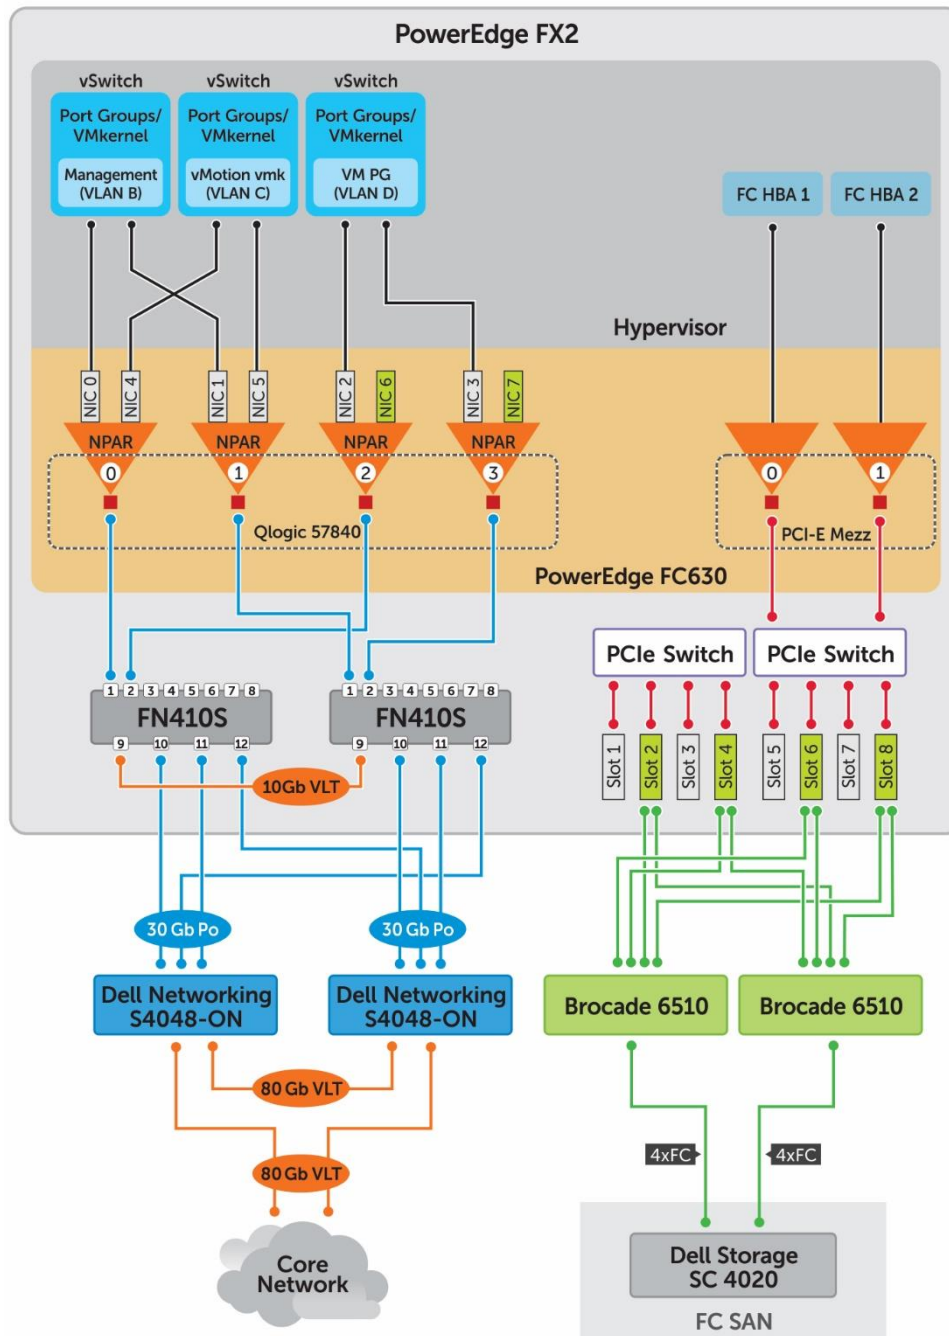 PowerEdge FX2
vSwitch
vSwitch
vSwitch
Port Groups/
VMkernel
Management
(VLAN B)
Port Groups/
VMkernel
vMotion vmk
(VLAN C)
Port Groups/
VMkernel
VM PG
(VLAN D)
FC HBA 1
FC HBA 2
Hypervisor
NIC 0
NIC 4
NIC 1
NIC 5
NIC 2
NIC 6
NIC 3
NIC 7
NPAR
NPAR
NPAR
NPAR
0
1
2
3
0
1
Qlogic 57840
PCI-E Mezz
PowerEdge FC630
PCIe Switch
PCIe Switch
1 2 3 4 5 6 7 8
FN410S
9 10 11 12
1 2 3 4 5 6 7 8
FN410S
9 10 11 12
10Gb VLT
Slot 1
Slot 2
Slot 3
Slot 4
Slot 5
Slot 6
Slot 7
Slot 8
30 Gb Po
30 Gb Po
Dell Networking
S4048-ON
Dell Networking
S4048-ON
Brocade 6510
Brocade 6510
80 Gb VLT
80 Gb VLT
4xFC
4xFC
Core
Network
Dell Storage
SC 4020
FC SAN